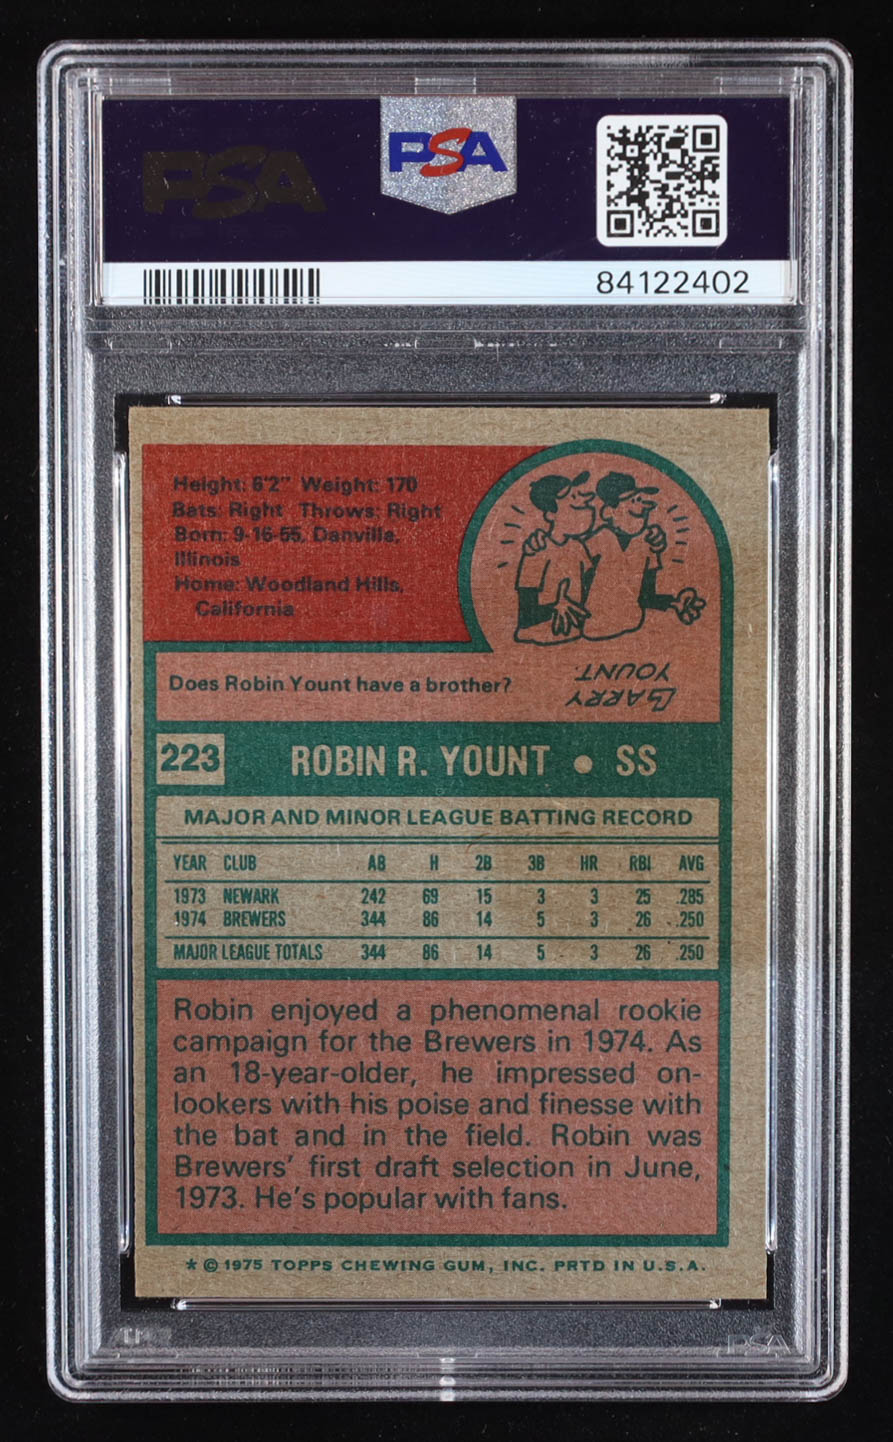 PSA
PSA
84122402
Height: 6'2" Weight: 170
Bats: Right Throws: Right
Born: 9-16-55, Danville,
Illinois
Home: Woodland Hills,
California
Does Robin Yount have a brother?
LARRY
YOUNT.
223 ROBIN R. YOUNT • SS
MAJOR AND MINOR LEAGUE BATTING RECORD
YEAR CLUB AB H 2B 3B HR RBI AVG
1973 NEWARK 242 69 15 3 3 25 .285
1974 BREWERS 344 86 14 5 3 26 .250
MAJOR LEAGUE TOTALS 344 86 14 5 3 26 .250
Robin enjoyed a phenomenal rookie
campaign for the Brewers in 1974. As
an 18-year-older, he impressed on-
lookers with his poise and finesse with
the bat and in the field. Robin was
Brewers' first draft selection in June,
1973. He's popular with fans.
* © 1975 TOPPS CHEWING GUM, INC. PRTD IN U.S.A.
PSA